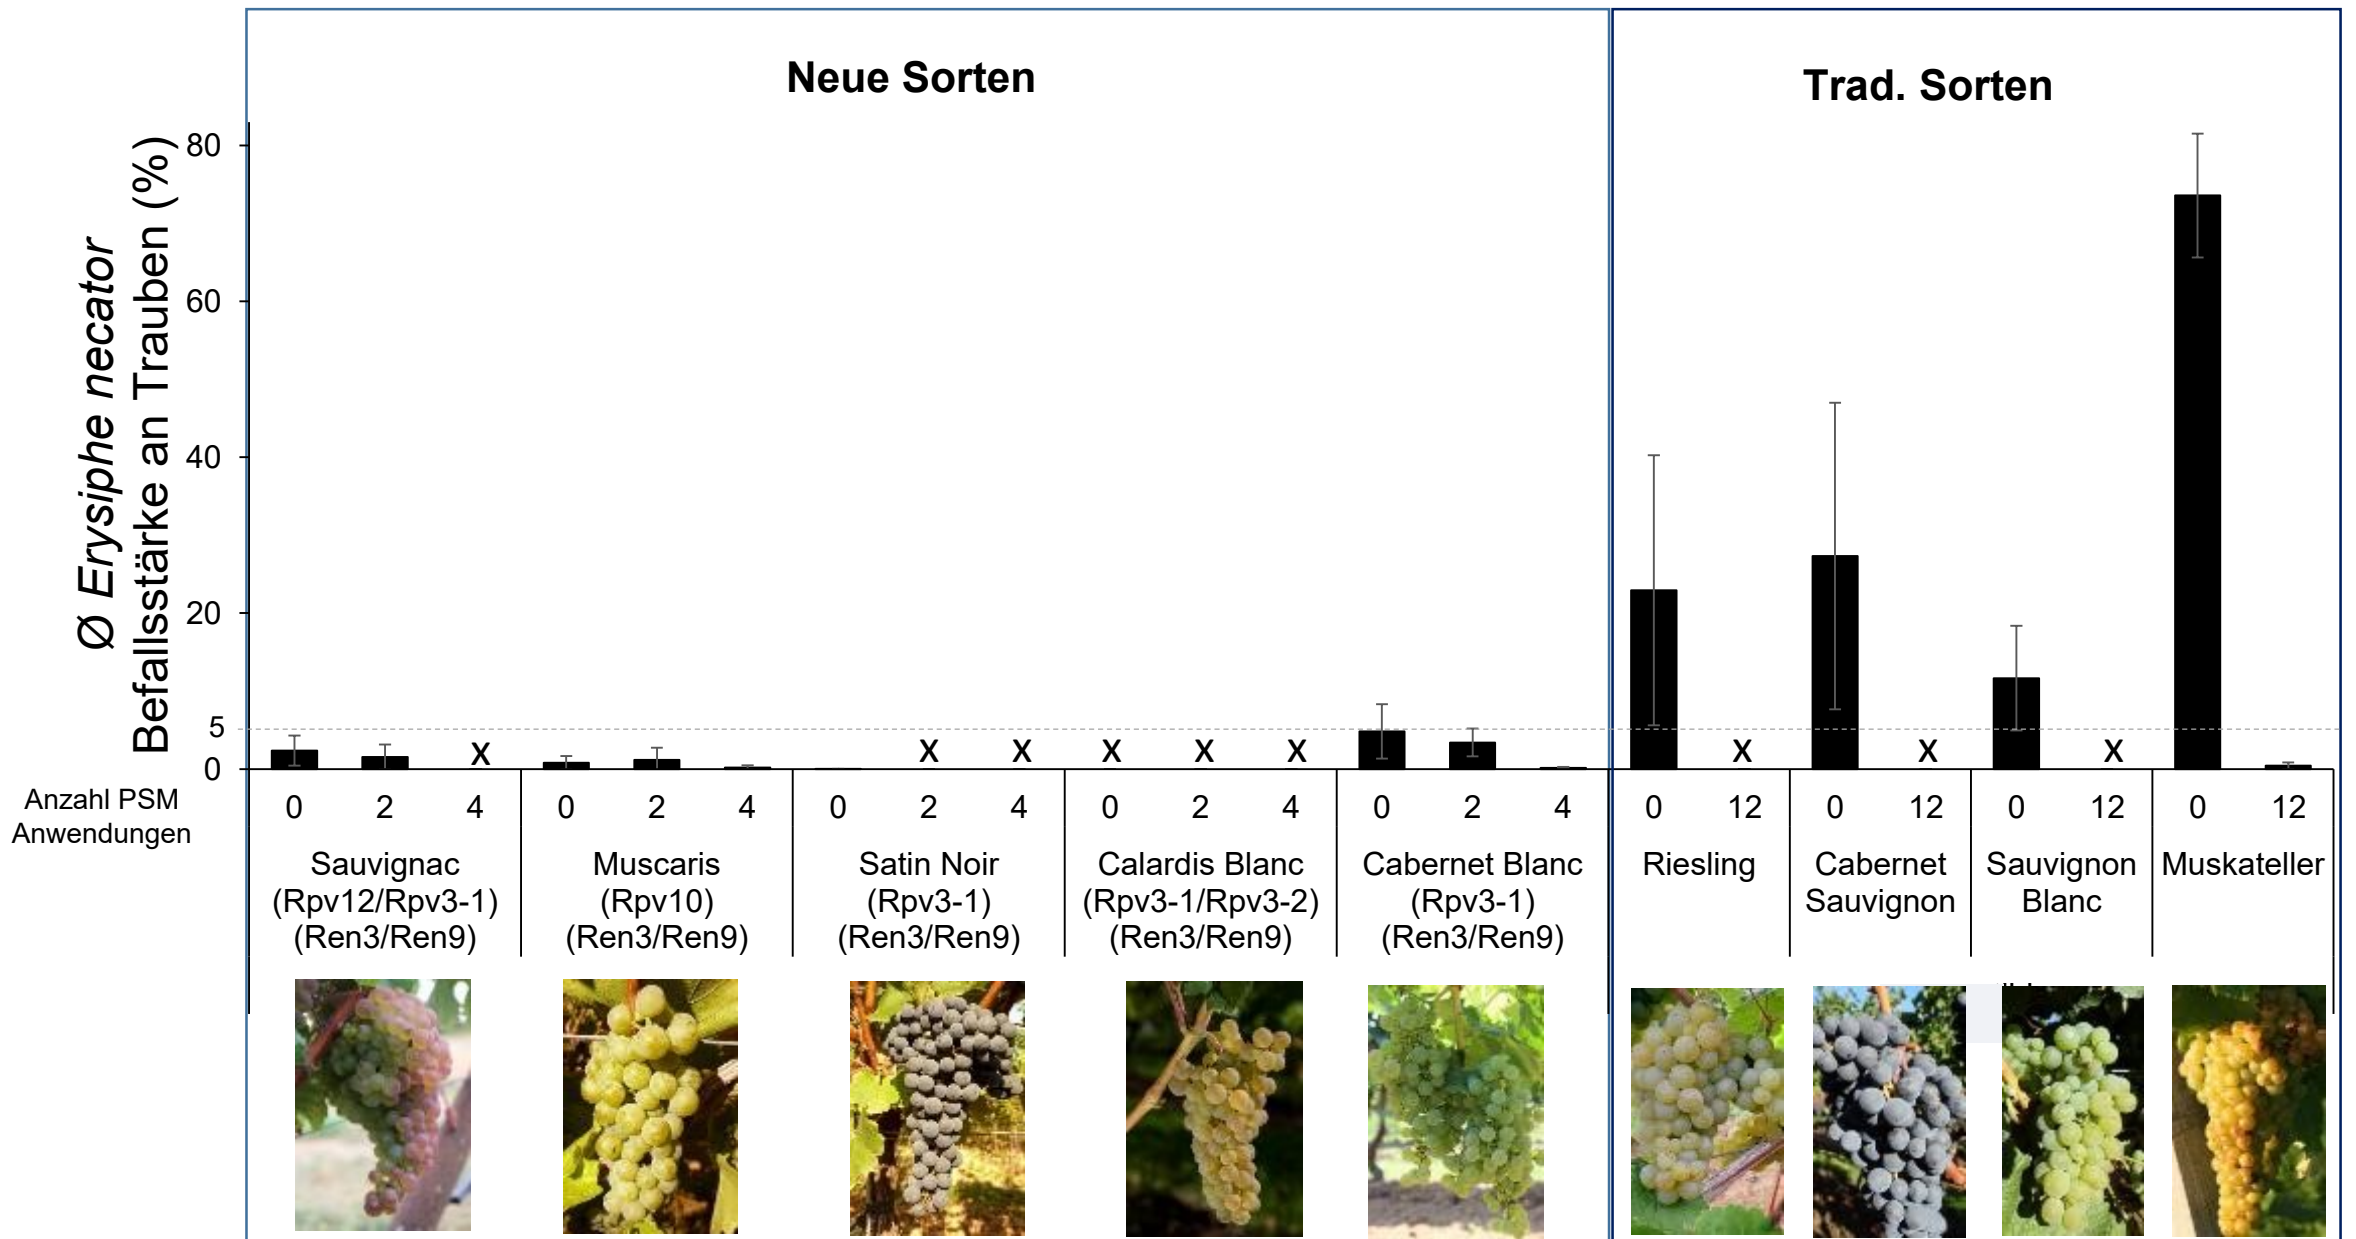 Neue Sorten
Trad. Sorten
Ø Erysiphe necator
Befallsstärke an Trauben (%)
80
60
40
20
5
0
X X X X X X X X X
Anzahl PSM
Anwendungen
0 2 4 0 2 4 0 2 4 0 2 4 0 2 4 0 12 0 12 0 12 0 12
Sauvignac
(Rpv12/Rpv3-1)
(Ren3/Ren9)
Muscaris
(Rpv10)
(Ren3/Ren9)
Satin Noir
(Rpv3-1)
(Ren3/Ren9)
Calardis Blanc
(Rpv3-1/Rpv3-2)
(Ren3/Ren9)
Cabernet Blanc
(Rpv3-1)
(Ren3/Ren9)
Riesling
Cabernet
Sauvignon
Sauvignon
Blanc
Muskateller